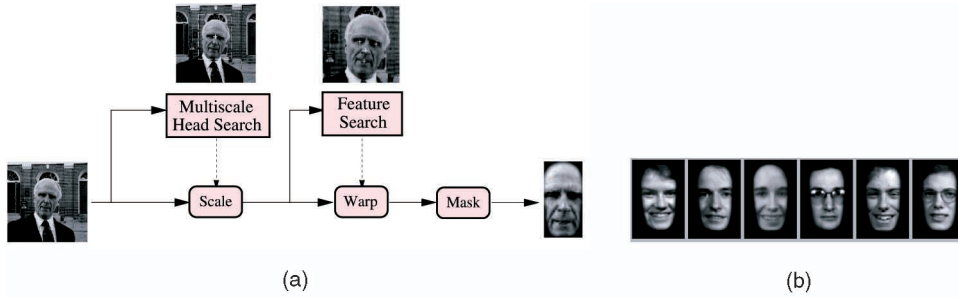 Multiscale
Head Search
Feature
Search
Scale
Warp
Mask
(a)
(b)